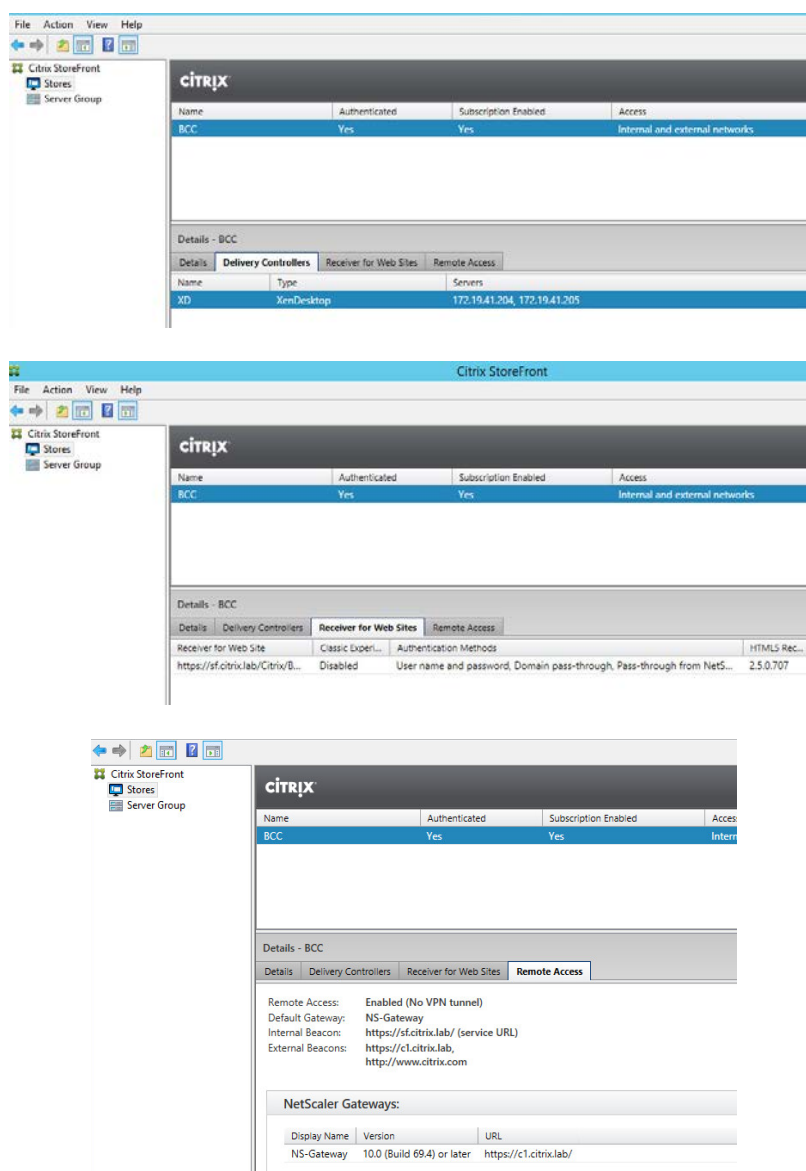 File Action View Help
Citrix StoreFront
Stores
Server Group
CITRIX
Name Authenticated Subscription Enabled Access
BCC Yes Yes Internal and external networks
Details - BCC
Details Delivery Controllers Receiver for Web Sites Remote Access
Name Type Servers
XD XenDesktop 172.19.41.204, 172.19.41.205
Citrix StoreFront
File Action View Help
Citrix StoreFront
Stores
Server Group
CITRIX
Name Authenticated Subscription Enabled Access
BCC Yes Yes Internal and external networks
Details - BCC
Details Delivery Controllers Receiver for Web Sites Remote Access
Receiver for Web Site Classic Experi... Authentication Methods HTML5 Rec...
https://sf.citrix.lab/Citrix/B... Disabled User name and password, Domain pass-through, Pass-through from NetS... 2.5.0.707
Citrix StoreFront
Stores
Server Group
CITRIX
Name Authenticated Subscription Enabled Acces
BCC Yes Yes Intern
Details - BCC
Details Delivery Controllers Receiver for Web Sites Remote Access
Remote Access: Enabled (No VPN tunnel)
Default Gateway: NS-Gateway
Internal Beacon: https://sf.citrix.lab/ (service URL)
External Beacons: https://c1.citrix.lab,
http://www.citrix.com
NetScaler Gateways:
Display Name Version URL
NS-Gateway 10.0 (Build 69.4) or later https://c1.citrix.lab/